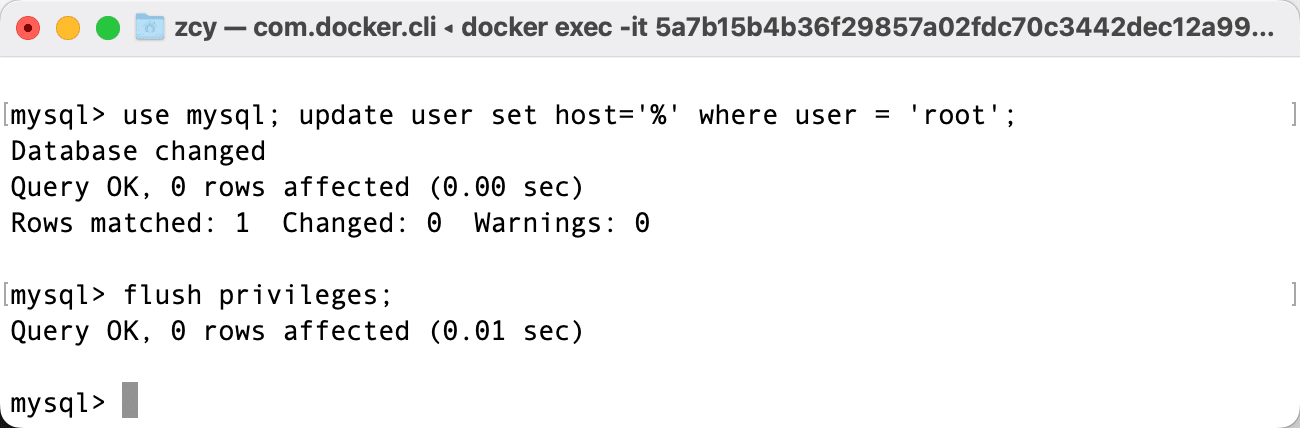 zcy — com.docker.cli ◂ docker exec -it 5a7b15b4b36f29857a02fdc70c3442dec12a99...
[mysql> use mysql; update user set host='%' where user = 'root'; ]
Database changed
Query OK, 0 rows affected (0.00 sec)
Rows matched: 1  Changed: 0  Warnings: 0
[mysql> flush privileges; ]
Query OK, 0 rows affected (0.01 sec)
mysql>